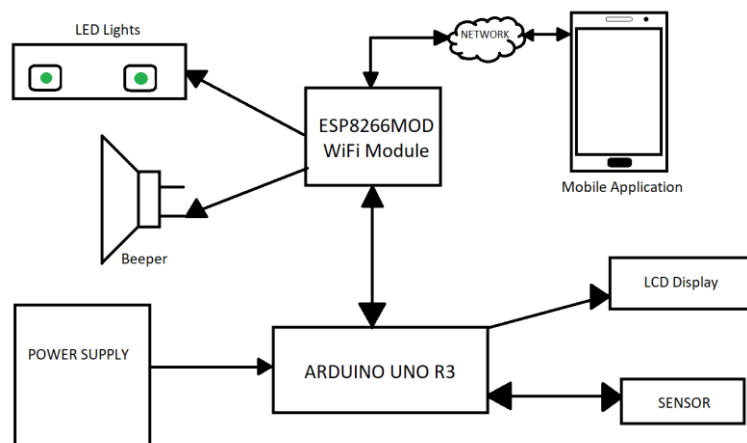 LED Lights
NETWORK
ESP8266MOD
WiFi Module
Mobile Application
Beeper
LCD Display
POWER SUPPLY
ARDUINO UNO R3
SENSOR